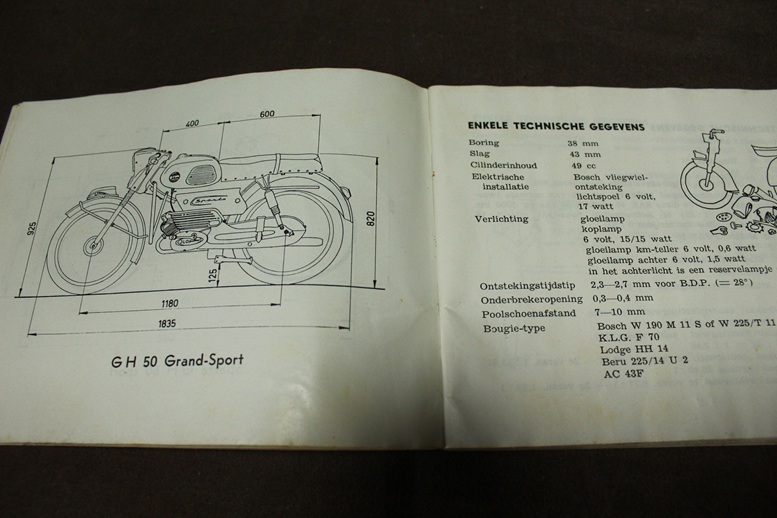 400
600
925
820
125
1180
1835
GH 50 Grand-Sport
ENKELE TECHNISCHE GEGEVENS
Boring 38 mm
Slag 43 mm
Cilinderinhoud 49 cc
Elektrische Bosch vliegwiel-
installatie ontsteking
lichtspoel 6 volt,
17 watt
Verlichting gloeilamp
koplamp
6 volt, 15/15 watt
gloeilamp km-teller 6 volt, 0,6 watt
gloeilamp achter 6 volt, 1,5 watt
in het achterlicht is een reservelampje
Ontstekingstijdstip 2,3—2,7 mm voor B.D.P. (= 28°)
Onderbrekeropening 0,3—0,4 mm
Poolschoenafstand 7—10 mm
Bougie-type Bosch W 190 M 11 S of W 225/T 11
K.L.G. F 70
Lodge HH 14
Beru 225/14 U 2
AC 43F